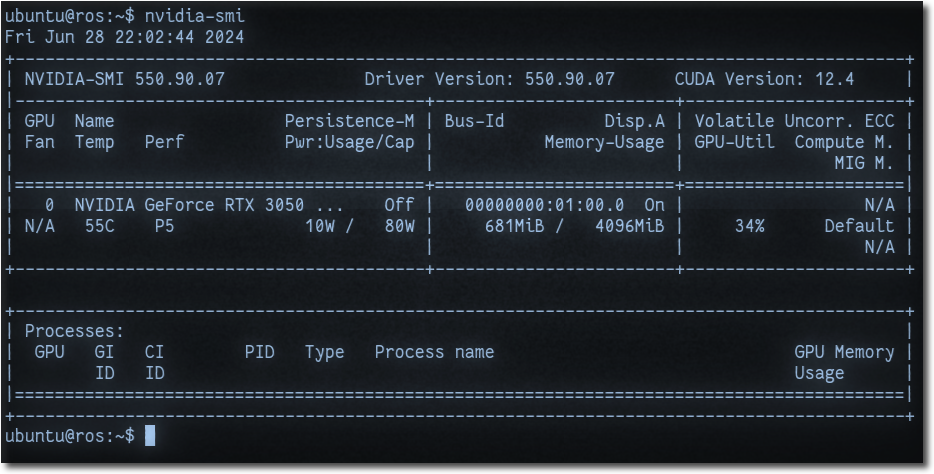 ubuntu@ros:~$ nvidia-smi
Fri Jun 28 22:02:44 2024
+-----------------------------------------------------------------------------------------+
| NVIDIA-SMI 550.90.07              Driver Version: 550.90.07      CUDA Version: 12.4     |
|-----------------------------------------+------------------------+----------------------+
| GPU  Name                 Persistence-M | Bus-Id          Disp.A | Volatile Uncorr. ECC |
| Fan  Temp   Perf          Pwr:Usage/Cap |           Memory-Usage | GPU-Util  Compute M. |
|                                         |                        |               MIG M. |
|=========================================+========================+======================|
|   0  NVIDIA GeForce RTX 3050 ...    Off |   00000000:01:00.0  On |                  N/A |
| N/A   55C    P5              10W /   80W |     681MiB /   4096MiB |     34%      Default |
|                                         |                        |                  N/A |
+-----------------------------------------+------------------------+----------------------+
+-----------------------------------------------------------------------------------------+
| Processes:                                                                              |
|  GPU   GI   CI        PID   Type   Process name                              GPU Memory |
|        ID   ID                                                               Usage      |
|=========================================================================================|
+-----------------------------------------------------------------------------------------+
ubuntu@ros:~$